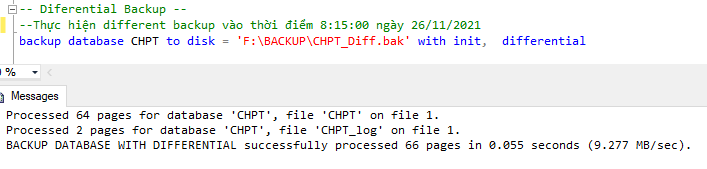 -- Diferential Backup --
--Thực hiện different backup vào thời điểm 8:15:00 ngày 26/11/2021
backup database CHPT to disk = 'F:\BACKUP\CHPT_Diff.bak' with init,  differential
%
Messages
Processed 64 pages for database 'CHPT', file 'CHPT' on file 1.
Processed 2 pages for database 'CHPT', file 'CHPT_log' on file 1.
BACKUP DATABASE WITH DIFFERENTIAL successfully processed 66 pages in 0.055 seconds (9.277 MB/sec).